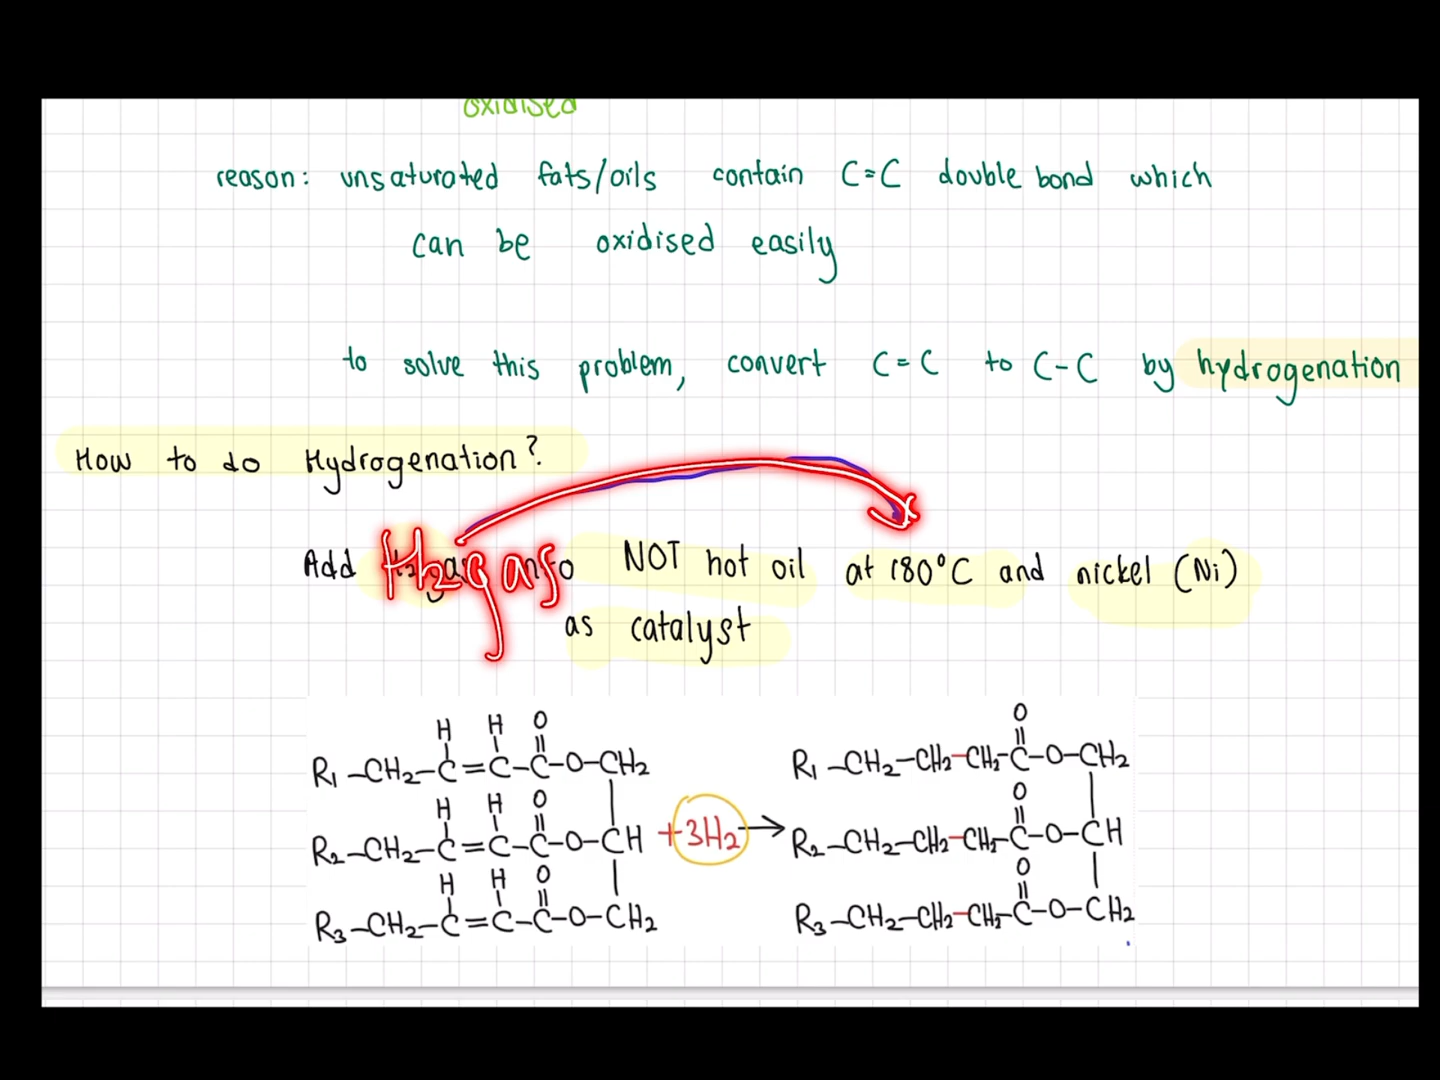 oxidised
reason: unsaturated fats/oils contain C=C double bond which
can be oxidised easily
to solve this problem, convert C=C to C-C by hydrogenation
How to do Hydrogenation?
Add H₂ gas into NOT hot oil at 180°C and nickel (Ni)
as catalyst
H H O
R₁-CH₂-C=C-C-O-CH₂
H H O
R₂-CH₂-C=C-C-O-CH
H H O
R₃-CH₂-C=C-C-O-CH₂
+3H₂ →
O
R₁-CH₂-CH₂-CH₂-C-O-CH₂
O
R₂-CH₂-CH₂-CH₂-C-O-CH
O
R₃-CH₂-CH₂-CH₂-C-O-CH₂